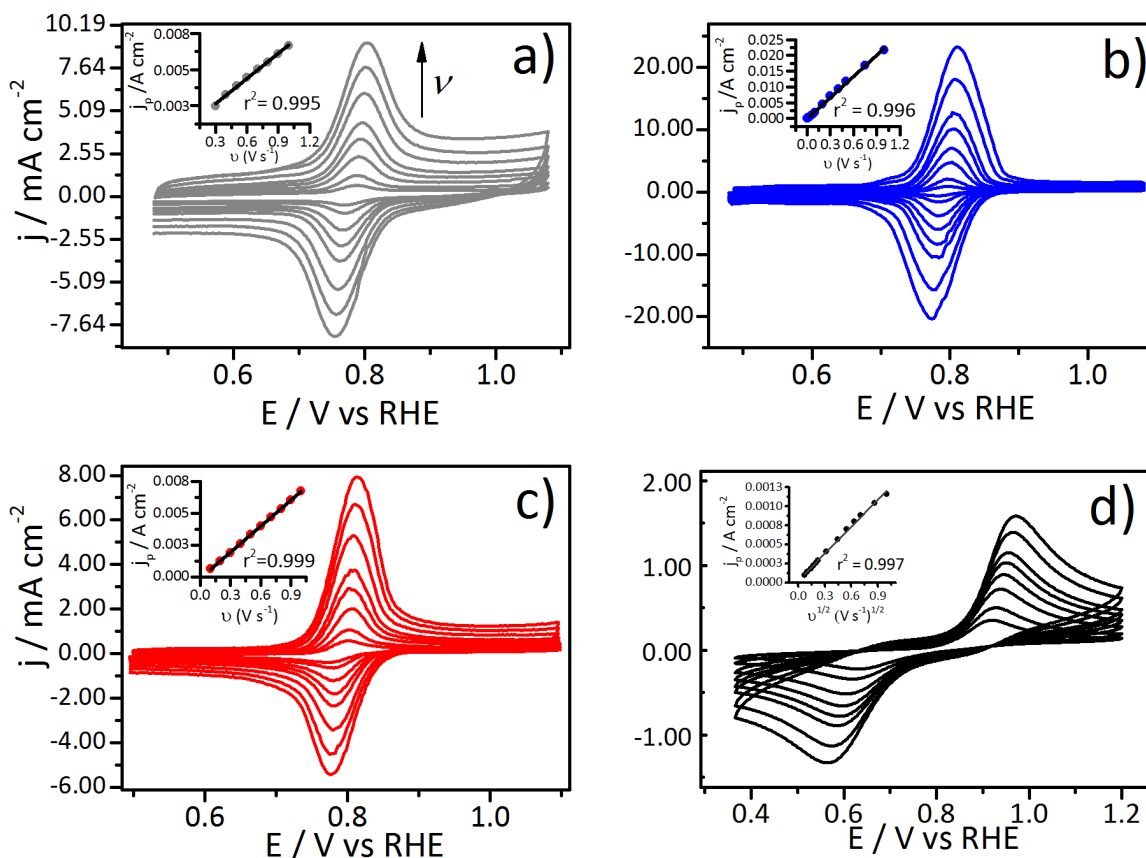 a)
j / mA cm-2
10.19
7.64
5.09
2.55
0.00
-2.55
-5.09
-7.64
0.6 0.8 1.0
E / V vs RHE
ν
jp /A cm-2
0.008
0.005
0.003
r2= 0.995
0.3 0.6 0.9 1.2
υ (V s-1)
b)
20.00
10.00
0.00
-10.00
-20.00
0.6 0.8 1.0
E / V vs RHE
jp /A cm-2
0.025
0.020
0.015
0.010
0.005
0.000
r2= 0.996
0.0 0.3 0.6 0.9 1.2
υ (V s-1)
c)
j / mA cm-2
8.00
6.00
4.00
2.00
0.00
-2.00
-4.00
-6.00
0.6 0.8 1.0
E / V vs RHE
jp / A cm-2
0.008
0.005
0.003
0.000
r2=0.999
0.0 0.3 0.6 0.9
υ (V s-1)
d)
2.00
1.00
0.00
-1.00
0.4 0.6 0.8 1.0 1.2
E / V vs RHE
jp / A cm-2
0.0013
0.0010
0.0008
0.0005
0.0003
0.0000
r2 = 0.997
0.0 0.3 0.6 0.9
υ1/2 (V s-1)1/2